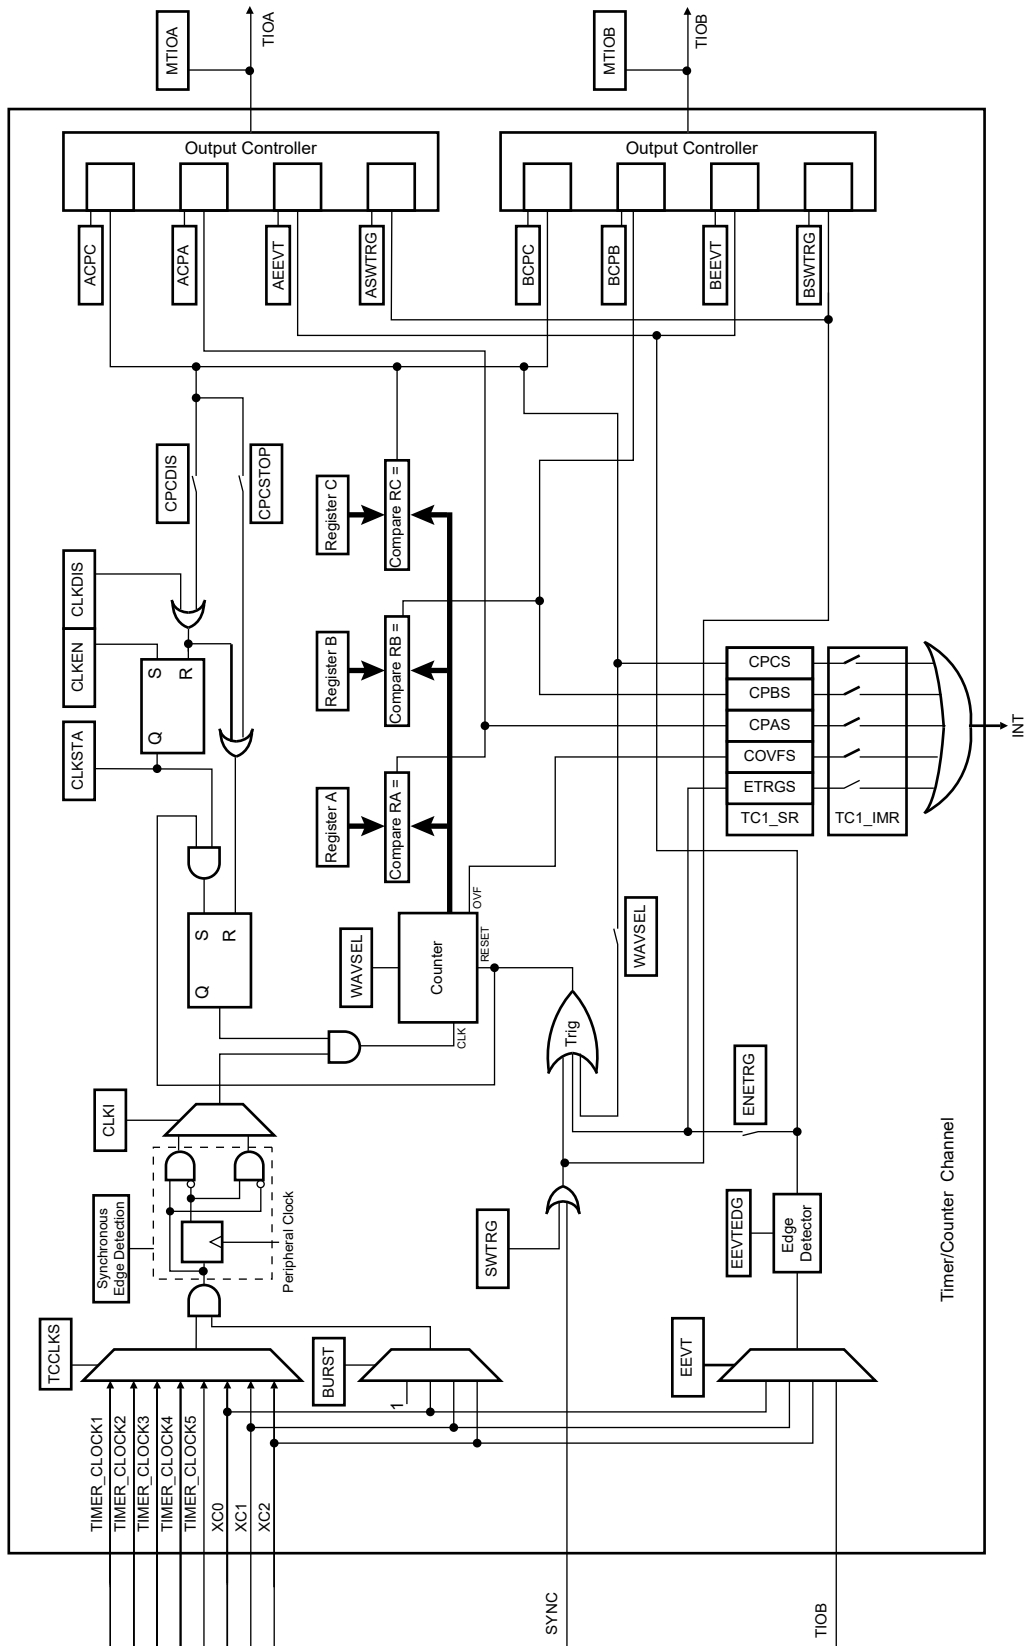 MTIOA
TIOA
MTIOB
TIOB
Output Controller
Output Controller
ACPC
ACPA
AEEVT
ASWTRG
BCPC
BCPB
BEEVT
BSWTRG
CPCDIS
CPCSTOP
CLKDIS
CLKEN
CLKSTA
S
R
Q
Register C
Compare RC =
Register B
Compare RB =
Register A
Compare RA =
CPCS
CPBS
CPAS
COVFS
ETRGS
TC1_SR
TC1_IMR
INT
S
R
Q
WAVSEL
Counter
OVF
RESET
CLK
WAVSEL
Trig
CLKI
ENETRG
Synchronous
Edge Detection
Peripheral Clock
SWTRG
EEVTEDG
Edge
Detector
Timer/Counter Channel
TCCLKS
BURST
EEVT
1
TIMER_CLOCK1
TIMER_CLOCK2
TIMER_CLOCK3
TIMER_CLOCK4
TIMER_CLOCK5
XC0
XC1
XC2
SYNC
TIOB